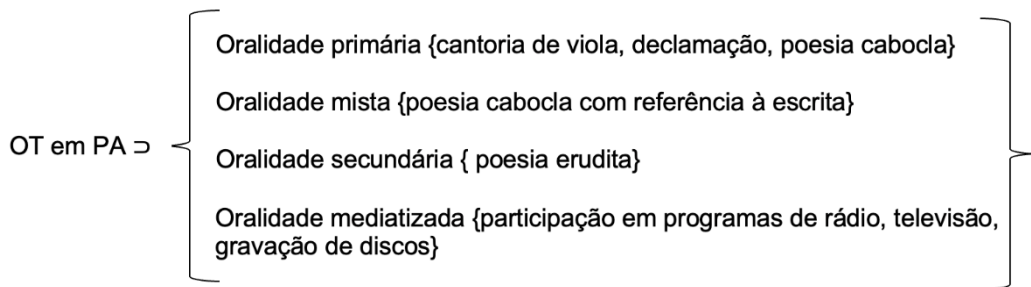 Oralidade primária {cantoria de viola, declamação, poesia cabocla}
Oralidade mista {poesia cabocla com referência à escrita}
OT em PA ⊃
Oralidade secundária { poesia erudita}
Oralidade mediatizada {participação em programas de rádio, televisão,
gravação de discos}